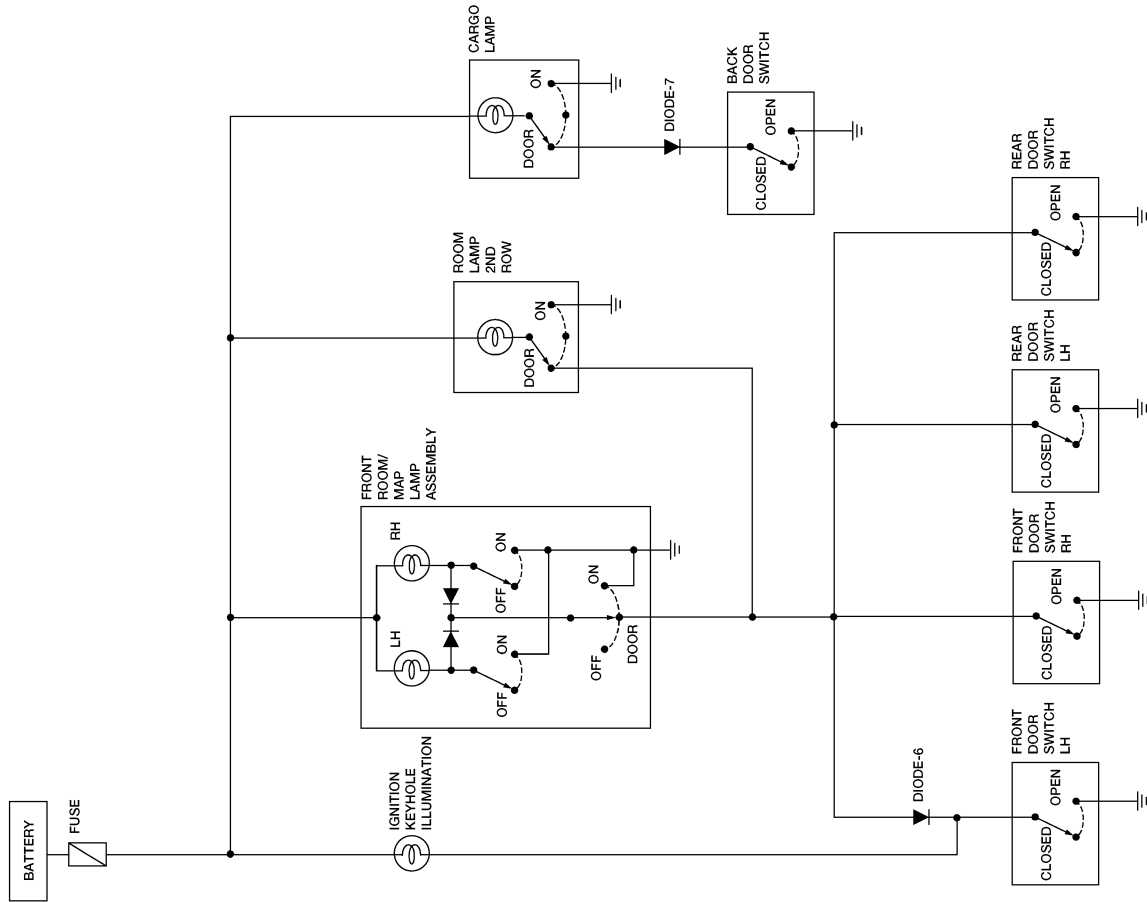 BATTERY
FUSE
IGNITION
KEYHOLE
ILLUMINATION
FRONT
ROOM/
MAP
LAMP
ASSEMBLY
LH
RH
OFF
ON
OFF
ON
OFF
DOOR
ON
ROOM
LAMP
2ND
ROW
DOOR
ON
CARGO
LAMP
DOOR
ON
DIODE-7
BACK
DOOR
SWITCH
CLOSED
OPEN
DIODE-6
FRONT
DOOR
SWITCH
LH
CLOSED
OPEN
FRONT
DOOR
SWITCH
RH
CLOSED
OPEN
REAR
DOOR
SWITCH
LH
CLOSED
OPEN
REAR
DOOR
SWITCH
RH
CLOSED
OPEN